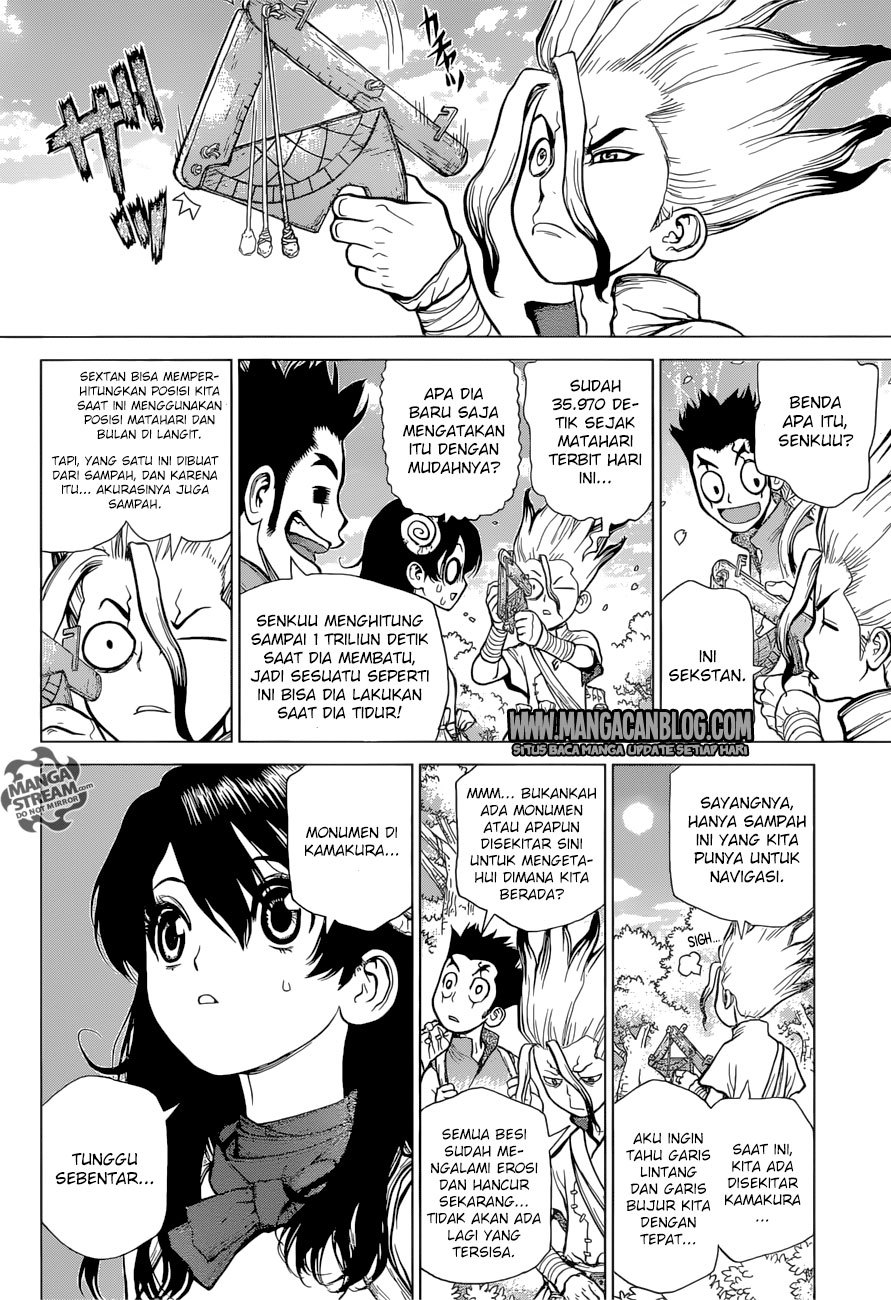 ガチャッ
ザザッ
BENDA
APA ITU,
SENKUU?
INI
SEKSTAN.
SUDAH
35.970 DE-
TIK SEJAK
MATAHARI
TERBIT HARI
INI...
APA DIA
BARU SAJA
MENGATAKAN
ITU DENGAN
MUDAHNYA?
SENKUU MENGHITUNG
SAMPAI 1 TRILIUN DETIK
SAAT DIA MEMBATU,
JADI SESUATU SEPERTI
INI BISA DIA LAKUKAN
SAAT DIA TIDUR!
SEXTAN BISA MEMPER-
HITUNGKAN POSISI KITA
SAAT INI MENGGUNAKAN
POSISI MATAHARI DAN
BULAN DI LANGIT.
TAPI, YANG SATU INI DIBUAT
DARI SAMPAH, DAN KARENA
ITU... AKURASINYA JUGA
SAMPAH.
WWW.MANGACANBLOG.COM
SITUS BACA MANGA UPDATE SETIAP HARI
SAYANGNYA,
HANYA SAMPAH
INI YANG KITA
PUNYA UNTUK
NAVIGASI.
SIGH...
SAAT INI,
KITA ADA
DISEKITAR
KAMAKURA
...
AKU INGIN
TAHU GARIS
LINTANG
DAN GARIS
BUJUR KITA
DENGAN
TEPAT...
MMM... BUKANKAH
ADA MONUMEN
ATAU APAPUN
DISEKITAR SINI
UNTUK MENGETA-
HUI DIMANA KITA
BERADA?
SEMUA BESI
SUDAH ME-
NGALAMI EROSI
DAN HANCUR
SEKARANG...
TIDAK AKAN ADA
LAGI YANG
TERSISA.
MONUMEN DI
KAMAKURA...
TUNGGU
SEBENTAR...
MANGA
STREAM.com
DO NOT MIRROR!